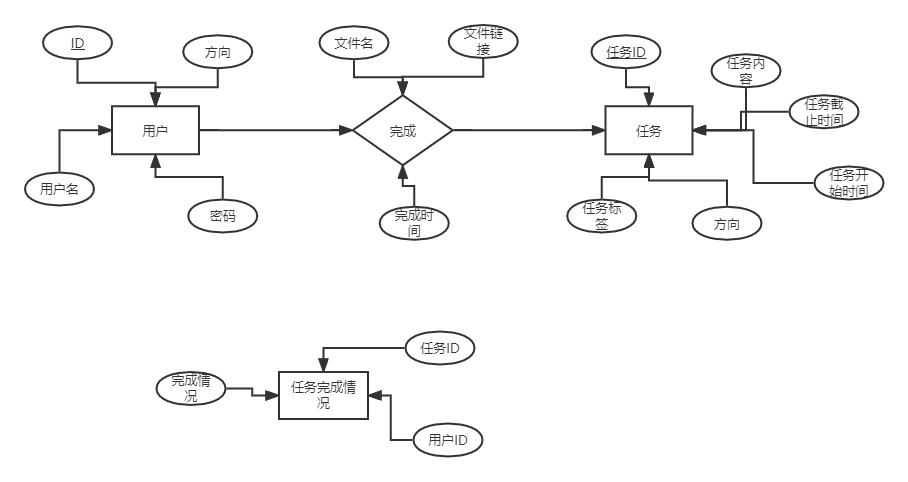 ID
方向
文件名
文件链
接
任务ID
任务内
容
任务截
止时间
用户
完成
任务
用户名
密码
完成时
间
任务标
签
方向
任务开
始时间
任务ID
完成情
况
任务完成情
况
用户ID